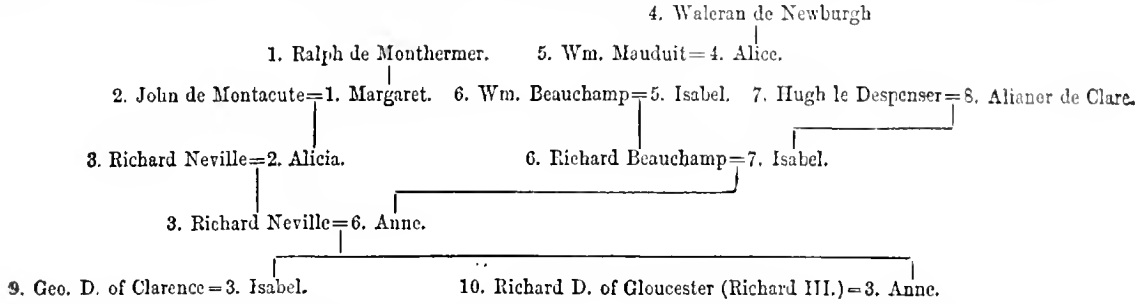 4. Waleran de Newburgh
1. Ralph de Monthermer. 5. Wm. Mauduit=4. Alice.
2. John de Montacute=1. Margaret. 6. Wm. Beauchamp=5. Isabel. 7. Hugh le Despenser=8. Alianor de Clare.
3. Richard Neville=2. Alicia. 6. Richard Beauchamp=7. Isabel.
3. Richard Neville=6. Anne.
9. Geo. D. of Clarence=3. Isabel. 10. Richard D. of Gloucester (Richard III.)=3. Anne.